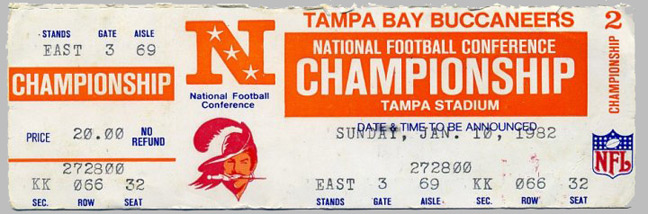 STANDS GATE AISLE
EAST 3 69
CHAMPIONSHIP
PRICE 20.00 NO REFUND
272800
KK 066 32
SEC. ROW SEAT
N
National Football
Conference
TAMPA BAY BUCCANEERS
NATIONAL FOOTBALL CONFERENCE
CHAMPIONSHIP
TAMPA STADIUM
DATE & TIME TO BE ANNOUNCED
SUNDAY, JAN. 10, 1982
272800
EAST 3 69 KK 066 32
STANDS GATE AISLE SEC. ROW SEAT
2
CHAMPIONSHIP
NFL